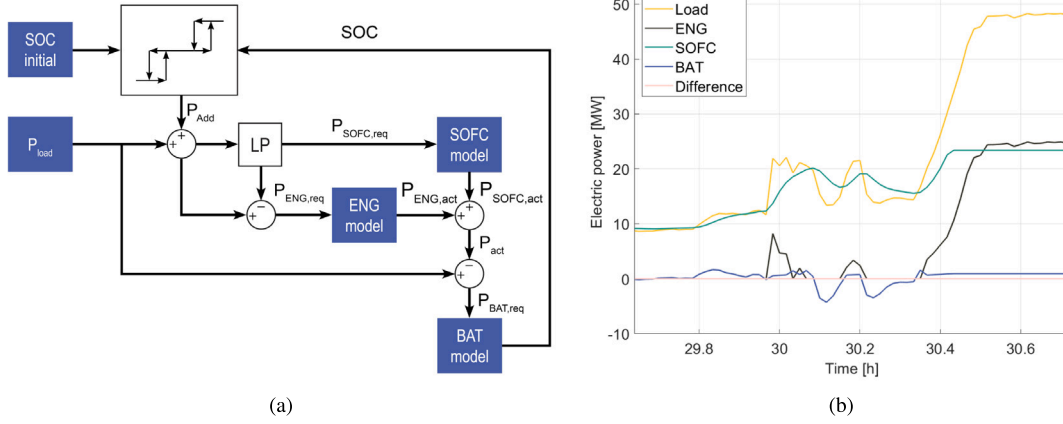 SOC
initial
SOC
P_Add
P_load
+
+
LP
P_SOFC,req
SOFC
model
P_ENG,req
+
−
ENG
model
P_ENG,act
P_SOFC,act
+
+
P_act
+
−
P_BAT,req
BAT
model
(a)
Load
ENG
SOFC
BAT
Difference
Electric power [MW]
50
40
30
20
10
0
-10
29.8
30
30.2
30.4
30.6
Time [h]
(b)